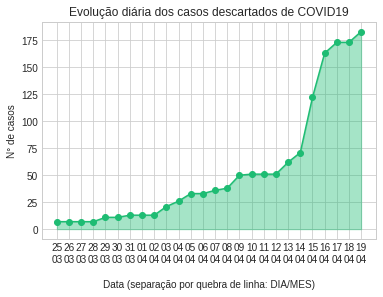 Evolução diária dos casos descartados de COVID19
N° de casos
175
150
125
100
75
50
25
0
25 26 27 28 29 30 31 01 02 03 04 05 06 07 08 09 10 11 12 13 14 15 16 17 18 19
03 03 03 03 03 03 03 04 04 04 04 04 04 04 04 04 04 04 04 04 04 04 04 04 04 04
Data (separação por quebra de linha: DIA/MES)